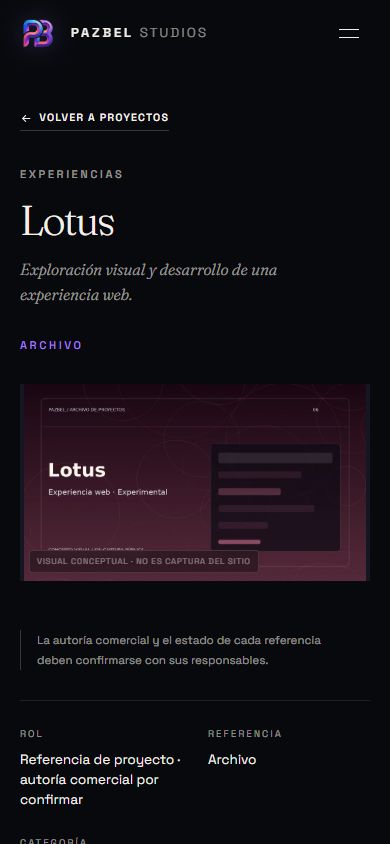 PAZBEL STUDIOS
← VOLVER A PROYECTOS
EXPERIENCIAS
Lotus
Exploración visual y desarrollo de una
experiencia web.
ARCHIVO
PAZBEL / ARCHIVO DE PROYECTOS
06
Lotus
Experiencia web · Experimental
VISUAL CONCEPTUAL · NO ES CAPTURA DEL SITIO
La autoría comercial y el estado de cada referencia
deben confirmarse con sus responsables.
ROL
REFERENCIA
Referencia de proyecto ·
autoría comercial por
confirmar
Archivo
CATEGORÍA